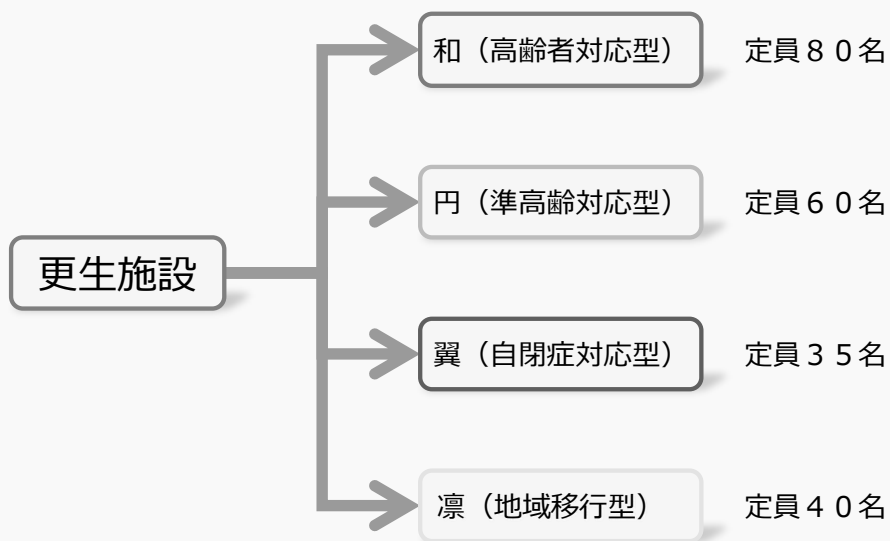 和（高齢者対応型） 定員８０名
円（準高齢対応型） 定員６０名
更生施設
翼（自閉症対応型） 定員３５名
凛（地域移行型） 定員４０名